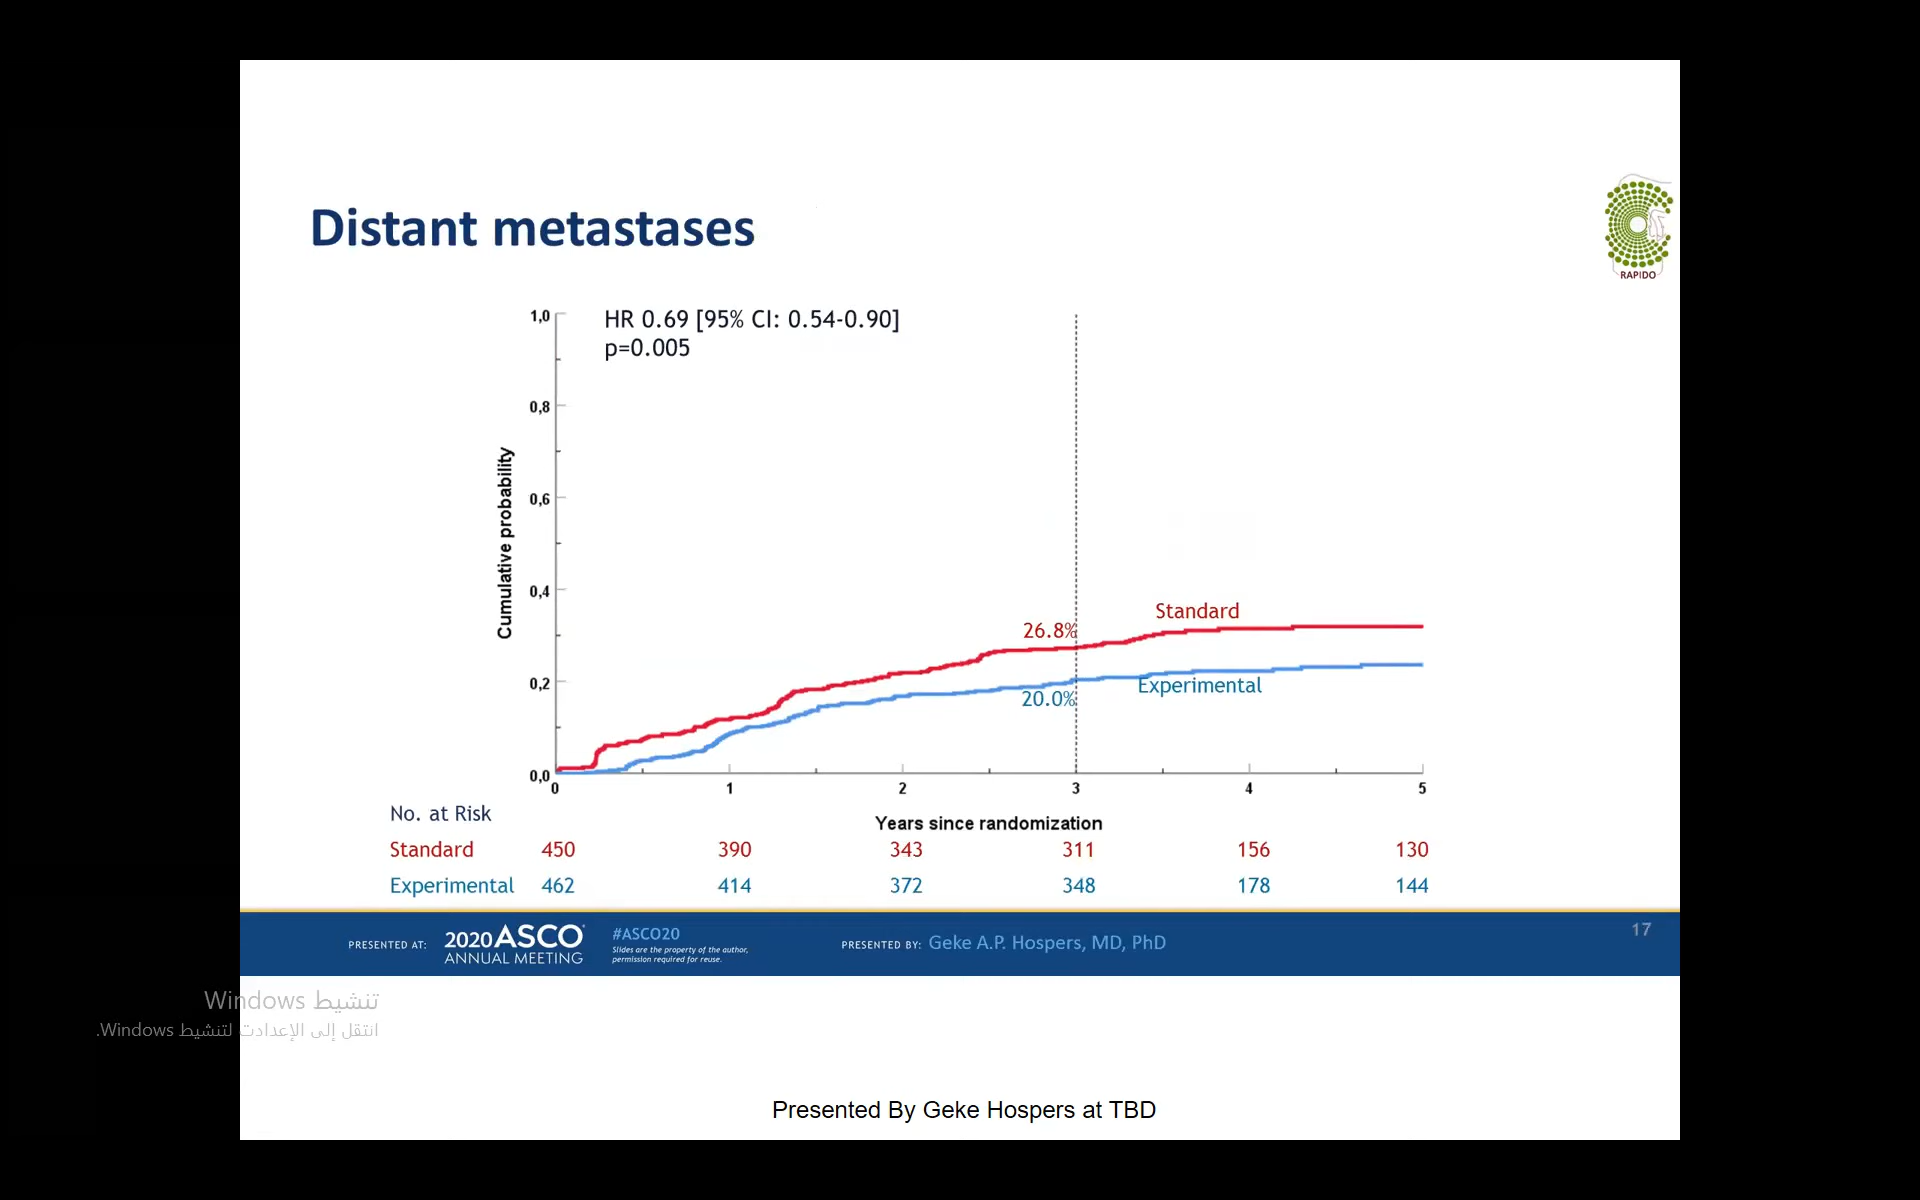 Distant metastases
RAPIDO
HR 0.69 [95% CI: 0.54-0.90]
p=0.005
1,0
0,8
0,6
0,4
0,2
0,0
Cumulative probability
26.8%
Standard
20.0%
Experimental
0 1 2 3 4 5
Years since randomization
No. at Risk
Standard 450 390 343 311 156 130
Experimental 462 414 372 348 178 144
PRESENTED AT:
2020 ASCO
ANNUAL MEETING
#ASCO20
Slides are the property of the author,
permission required for reuse.
PRESENTED BY: Geke A.P. Hospers, MD, PhD
17
تنشيط Windows
انتقل إلى الإعدادت لتنشيط Windows.
Presented By Geke Hospers at TBD